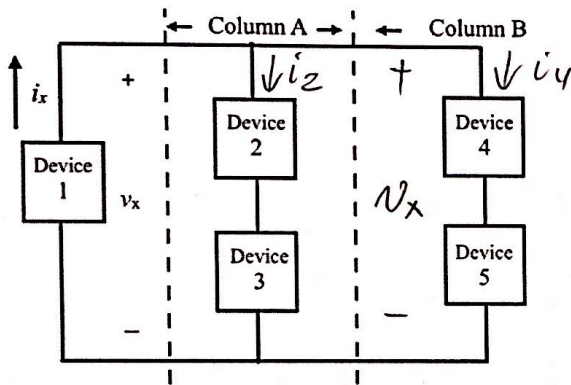 Column A
Column B
+
i₂
+
i₄
iₓ
Device
2
Device
4
Device
1
vₓ
vₓ
Device
3
Device
5
−
−